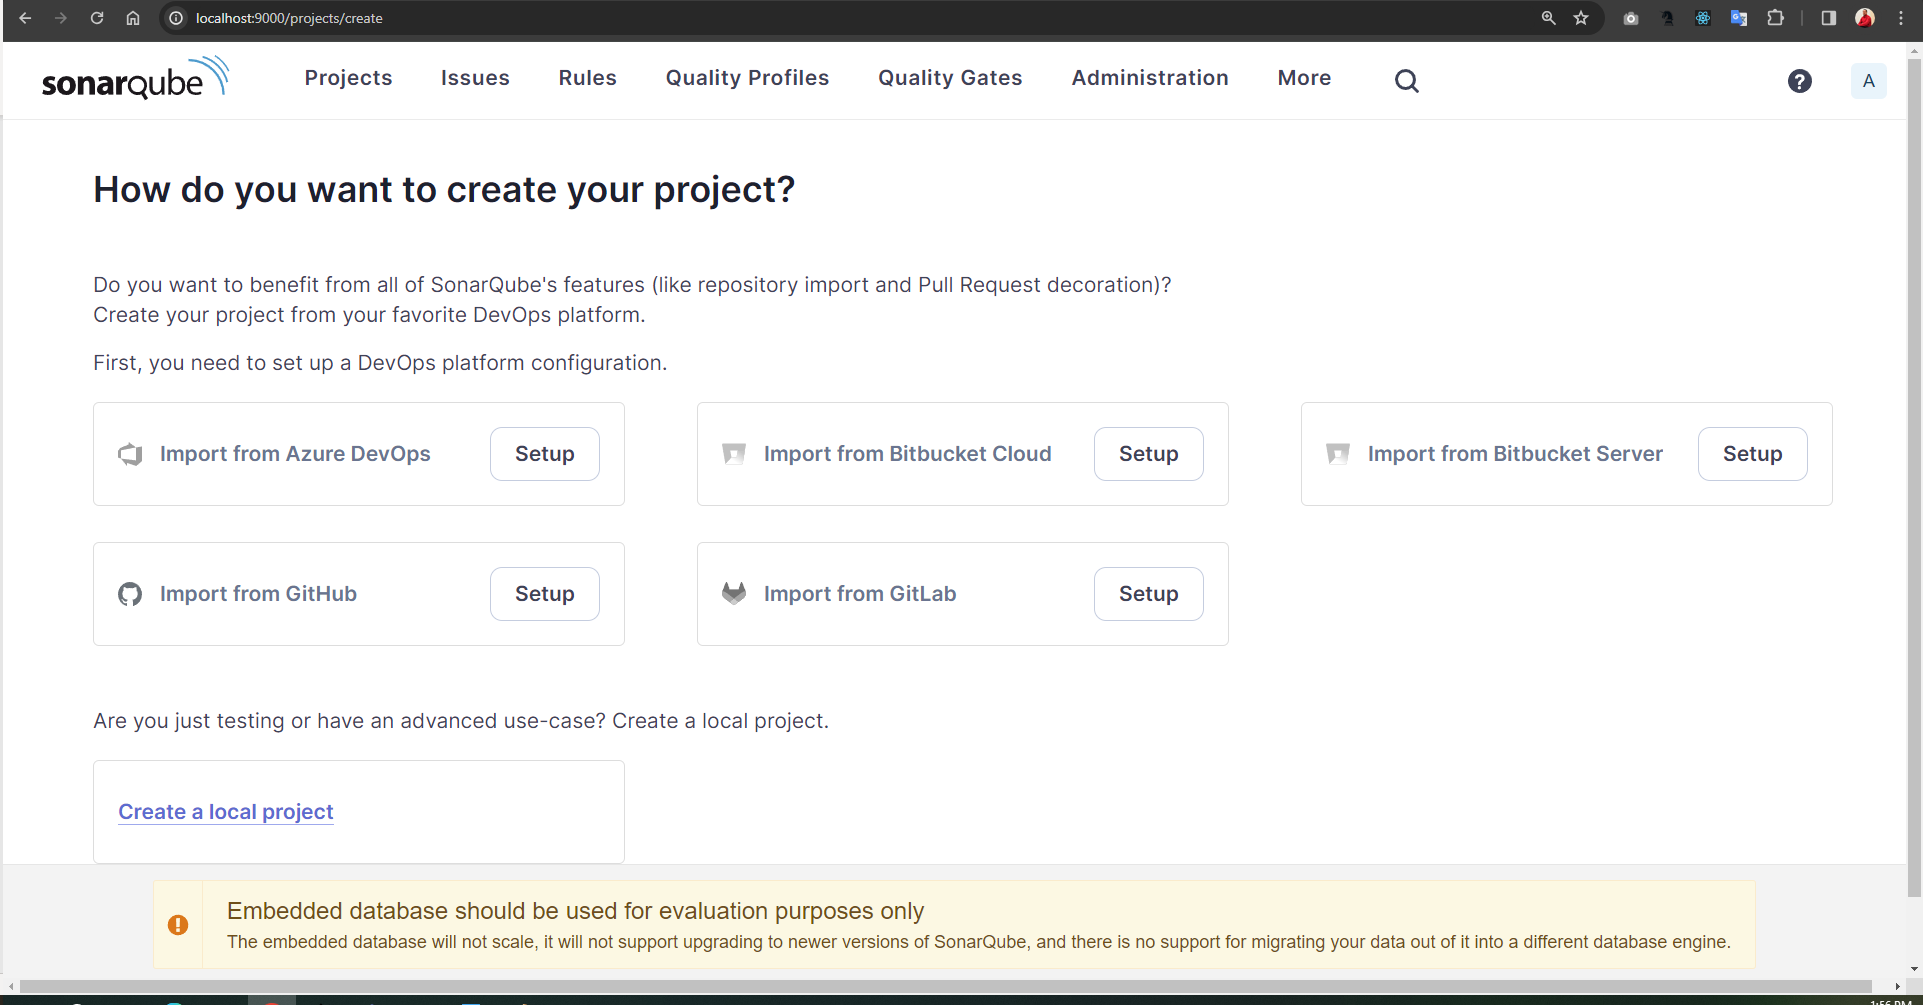 localhost:9000/projects/create
sonarqube
Projects
Issues
Rules
Quality Profiles
Quality Gates
Administration
More
?
A
How do you want to create your project?
Do you want to benefit from all of SonarQube's features (like repository import and Pull Request decoration)?
Create your project from your favorite DevOps platform.
First, you need to set up a DevOps platform configuration.
Import from Azure DevOps
Setup
Import from Bitbucket Cloud
Setup
Import from Bitbucket Server
Setup
Import from GitHub
Setup
Import from GitLab
Setup
Are you just testing or have an advanced use-case? Create a local project.
Create a local project
Embedded database should be used for evaluation purposes only
The embedded database will not scale, it will not support upgrading to newer versions of SonarQube, and there is no support for migrating your data out of it into a different database engine.